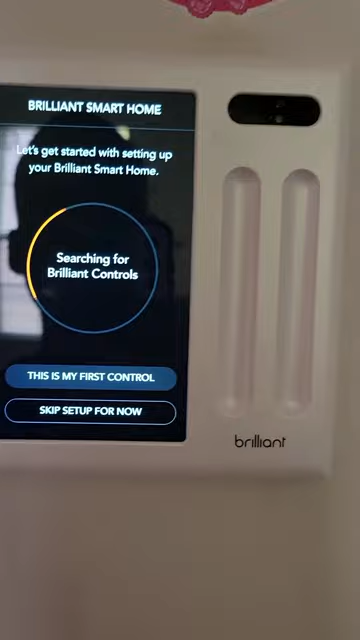 BRILLIANT SMART HOME
Let's get started with setting up
your Brilliant Smart Home.
Searching for
Brilliant Controls
THIS IS MY FIRST CONTROL
SKIP SETUP FOR NOW
brilliant